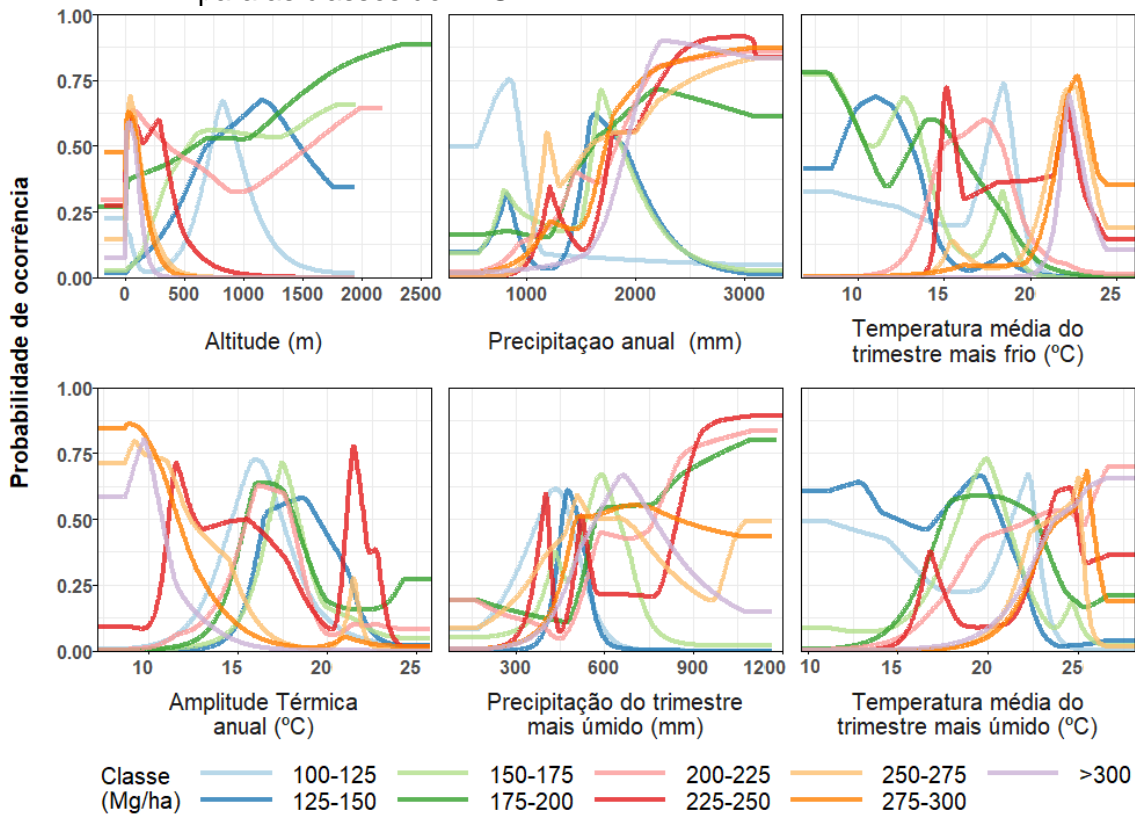 1.00
0.75
0.50
0.25
0.00
0 500 1000 1500 2000 2500
1000 2000 3000
10 15 20 25
Altitude (m)
Precipitaçao anual (mm)
Temperatura média do
trimestre mais frio (ºC)
Probabilidade de ocorrência
1.00
0.75
0.50
0.25
0.00
10 15 20 25
300 600 900 1200
10 15 20 25
Amplitude Térmica
anual (ºC)
Precipitação do trimestre
mais úmido (mm)
Temperatura média do
trimestre mais úmido (ºC)
Classe
(Mg/ha)
100-125 150-175 200-225 250-275 >300
125-150 175-200 225-250 275-300